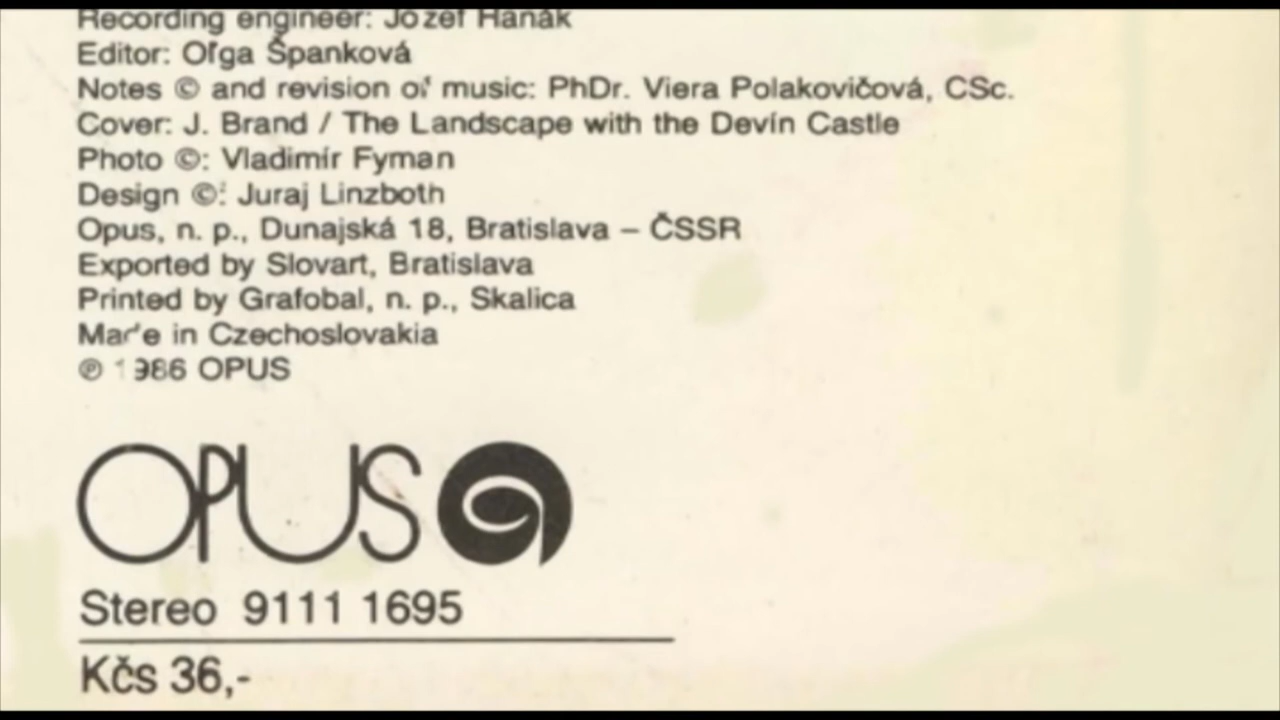 Recording engineer: Jozef Hanák
Editor: Oľga Španková
Notes © and revision of music: PhDr. Viera Polakovičová, CSc.
Cover: J. Brand / The Landscape with the Devín Castle
Photo ©: Vladimír Fyman
Design ©: Juraj Linzboth
Opus, n. p., Dunajská 18, Bratislava – ČSSR
Exported by Slovart, Bratislava
Printed by Grafobal, n. p., Skalica
Made in Czechoslovakia
℗ 1986 OPUS
OPUS
Stereo 9111 1695
Kčs 36,-